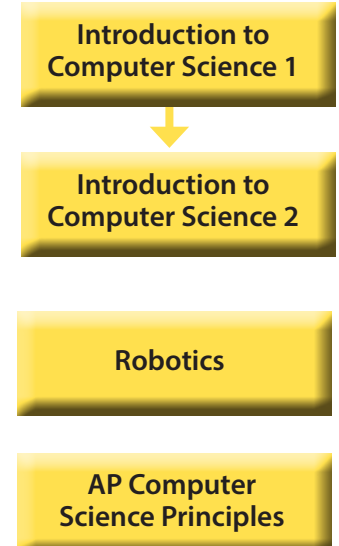 Introduction to
Computer Science 1
Introduction to
Computer Science 2
Robotics
AP Computer
Science Principles